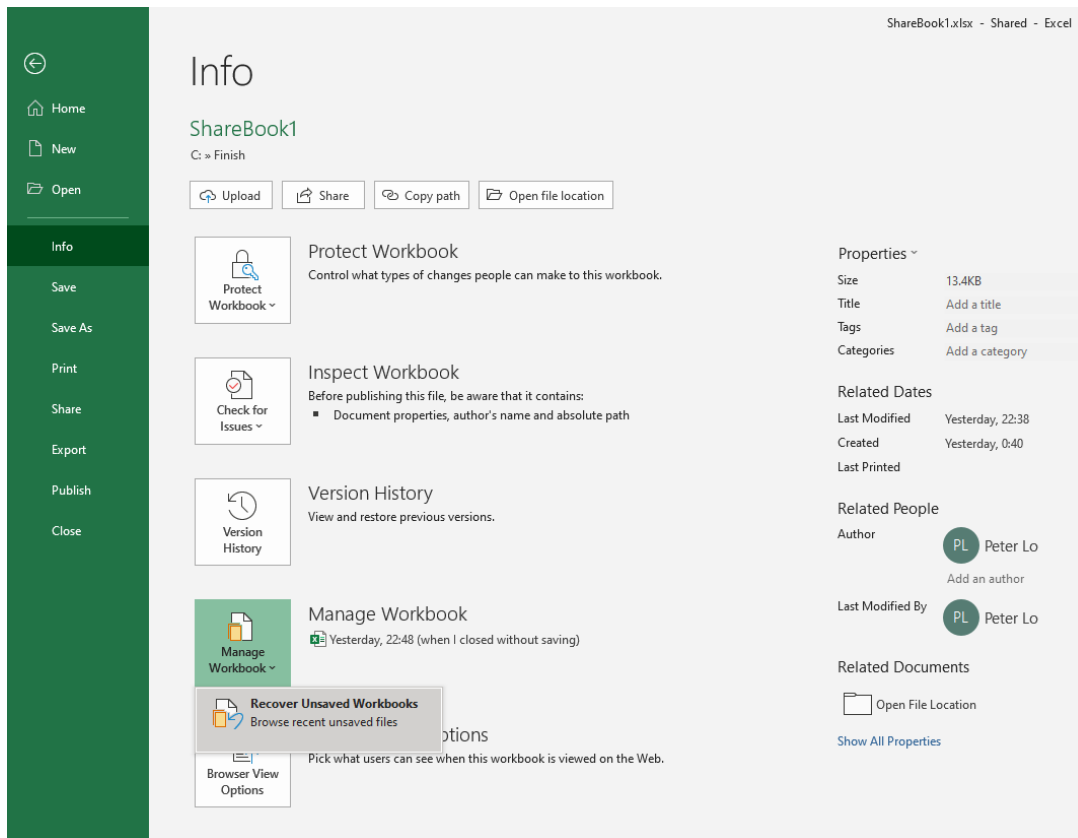 ShareBook1.xlsx - Shared - Excel
Info
Home
New
Open
Info
Save
Save As
Print
Share
Export
Publish
Close
ShareBook1
C: » Finish
Upload
Share
Copy path
Open file location
Protect Workbook
Protect Workbook
Control what types of changes people can make to this workbook.
Check for
Issues
Inspect Workbook
Before publishing this file, be aware that it contains:
Document properties, author's name and absolute path
Version
History
Version History
View and restore previous versions.
Manage
Workbook
Manage Workbook
Yesterday, 22:48 (when I closed without saving)
Recover Unsaved Workbooks
Browse recent unsaved files
Browser View
Options
Pick what users can see when this workbook is viewed on the Web.
Properties
Size 13.4KB
Title Add a title
Tags Add a tag
Categories Add a category
Related Dates
Last Modified Yesterday, 22:38
Created Yesterday, 0:40
Last Printed
Related People
Author PL Peter Lo
Add an author
Last Modified By PL Peter Lo
Related Documents
Open File Location
Show All Properties